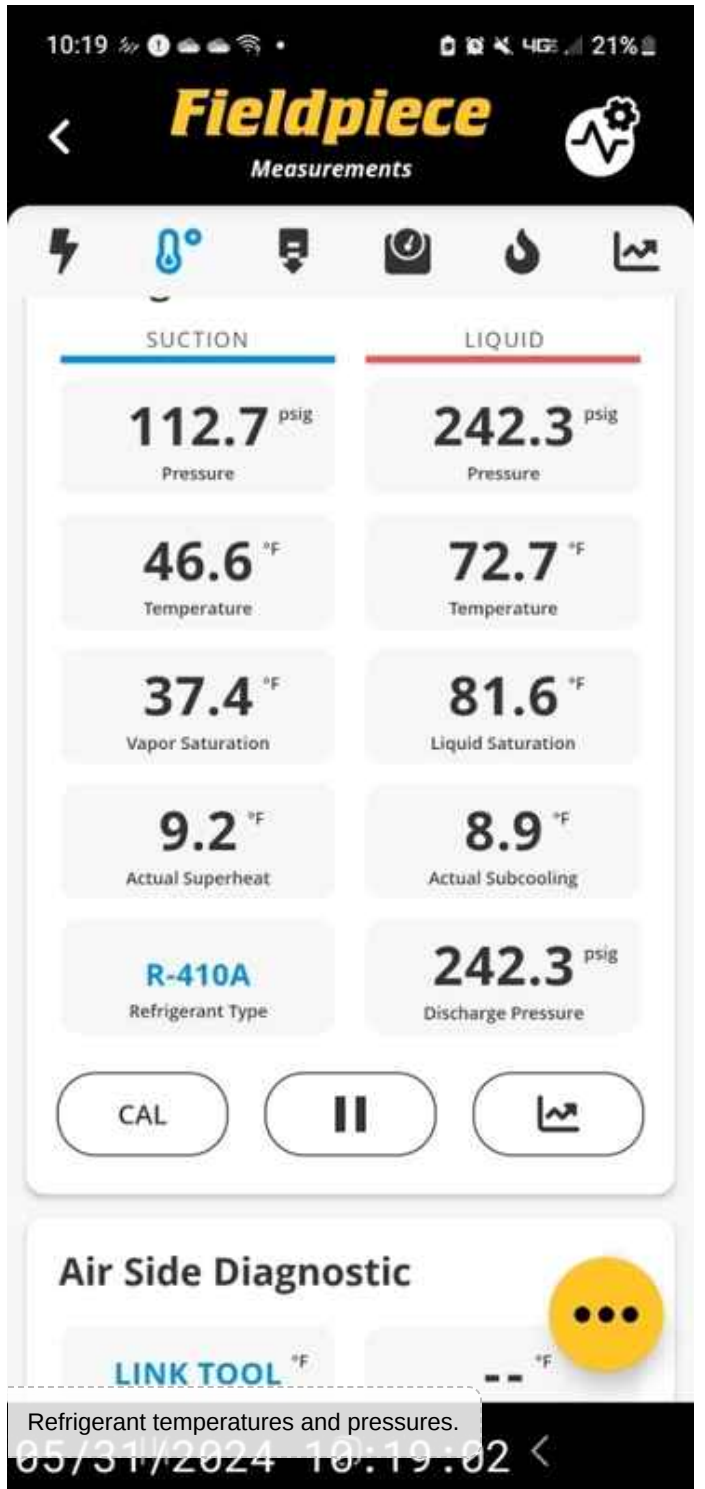 10:19 4GE 21%
Fieldpiece
Measurements
SUCTION LIQUID
112.7 psig 242.3 psig
Pressure Pressure
46.6 °F 72.7 °F
Temperature Temperature
37.4 °F 81.6 °F
Vapor Saturation Liquid Saturation
9.2 °F 8.9 °F
Actual Superheat Actual Subcooling
R-410A 242.3 psig
Refrigerant Type Discharge Pressure
CAL
Air Side Diagnostic
LINK TOOL °F -- °F
Refrigerant temperatures and pressures.
05/31/2024 10:19:02